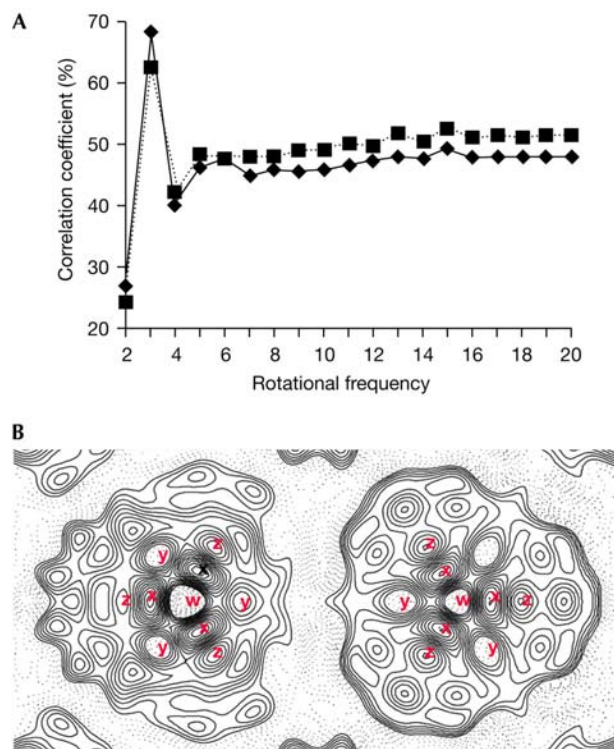 A
70
60
50
40
30
20
Correlation coefficient (%)
2 4 6 8 10 12 14 16 18 20
Rotational frequency
B
y z x z x w y x y z
z x y w x z x z y